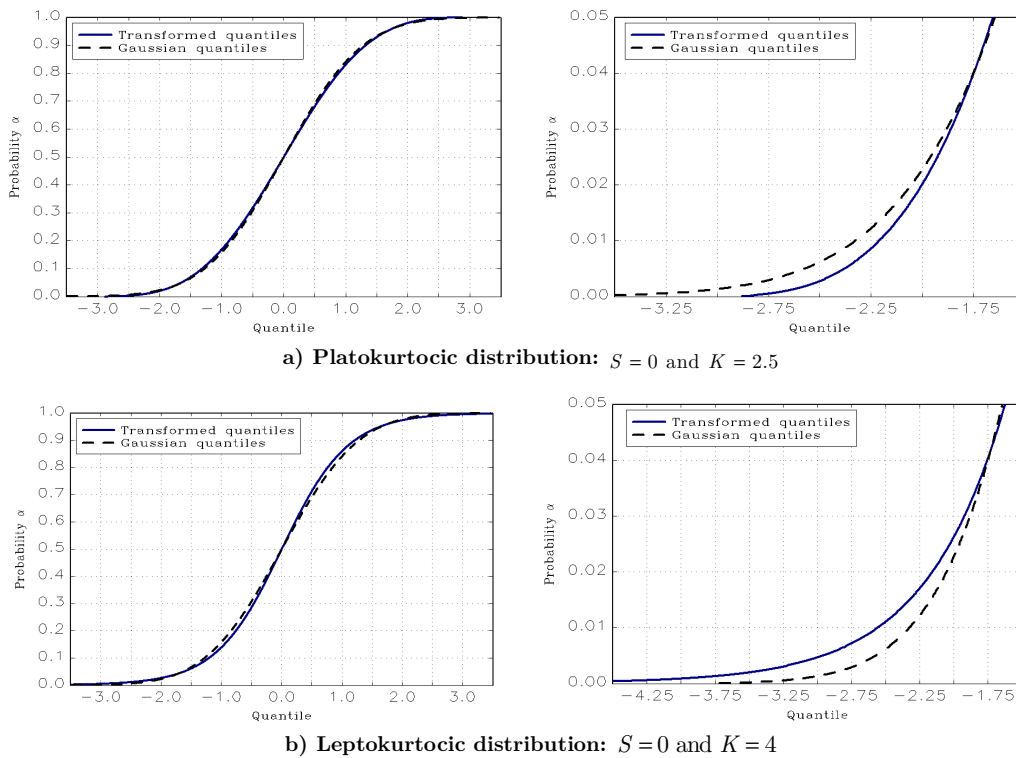 1.0
0.9
0.8
0.7
0.6
0.5
0.4
0.3
0.2
0.1
0.0
Probability α
Transformed quantiles
Gaussian quantiles
−3.0 −2.0 −1.0 0.0 1.0 2.0 3.0
Quantile
0.05
0.04
0.03
0.02
0.01
0.00
Probability α
Transformed quantiles
Gaussian quantiles
−3.25 −2.75 −2.25 −1.75
Quantile
a) Platokurtocic distribution: S = 0 and K = 2.5
1.0
0.9
0.8
0.7
0.6
0.5
0.4
0.3
0.2
0.1
0.0
Probability α
Transformed quantiles
Gaussian quantiles
−3.0 −2.0 −1.0 0.0 1.0 2.0 3.0
Quantile
0.05
0.04
0.03
0.02
0.01
0.00
Probability α
Transformed quantiles
Gaussian quantiles
−4.25 −3.75 −3.25 −2.75 −2.25 −1.75
Quantile
b) Leptokurtocic distribution: S = 0 and K = 4